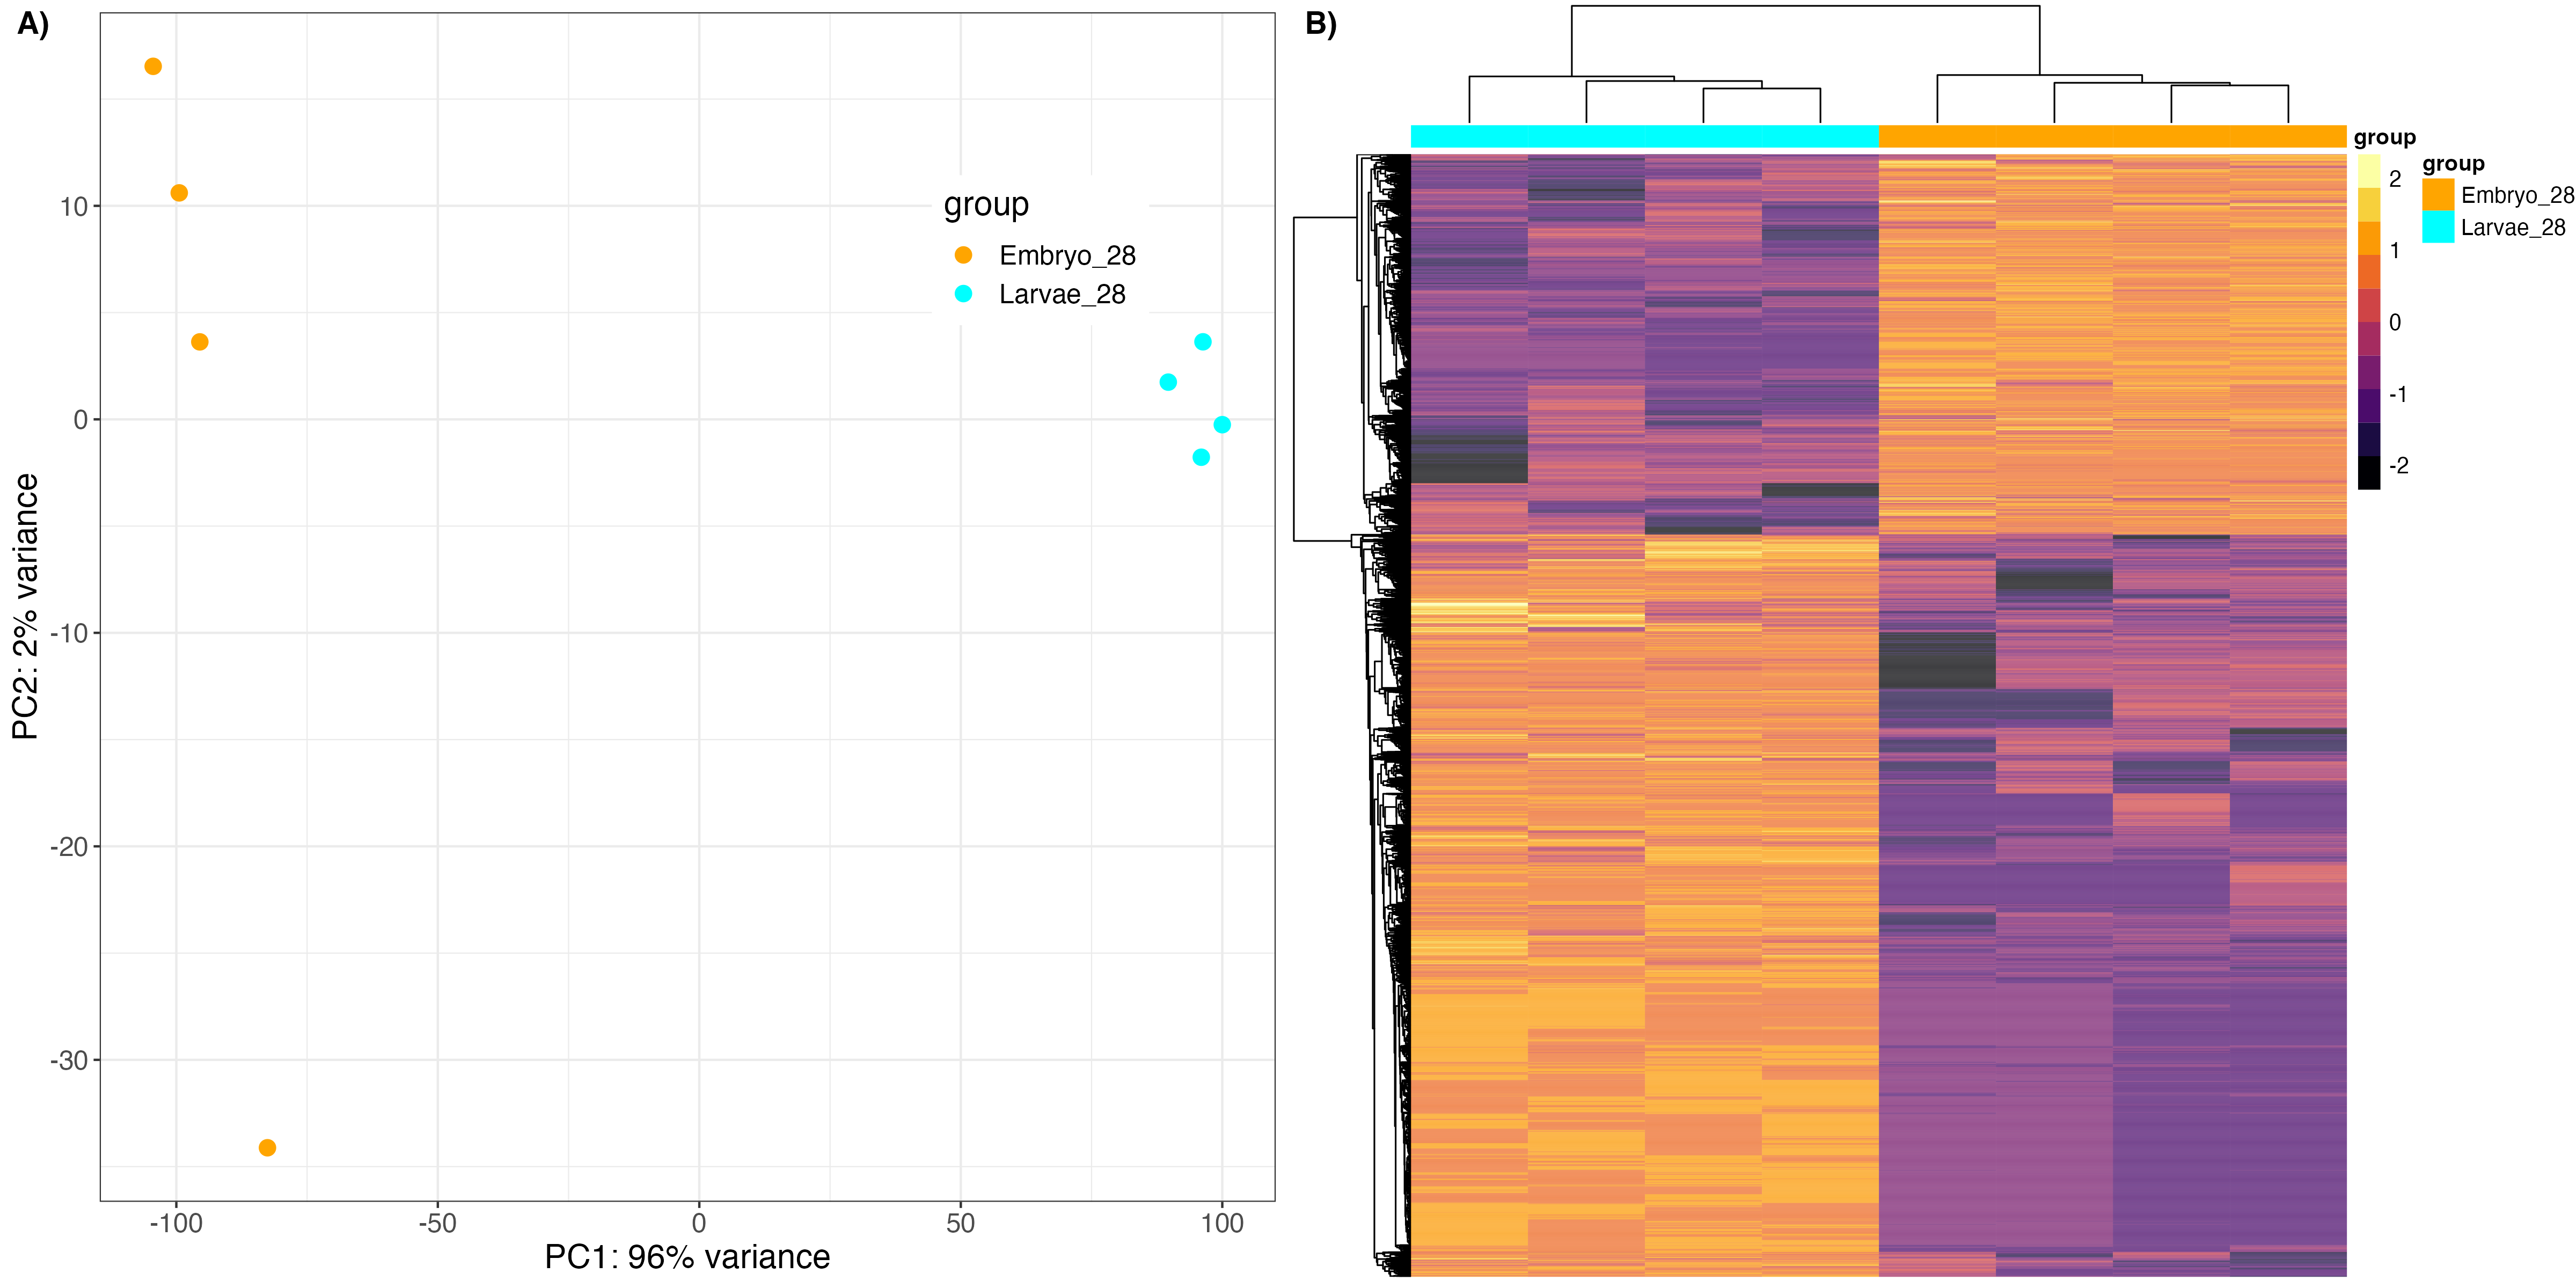 A)
PC2: 2% variance
10
0
-10
-20
-30
group
Embryo_28
Larvae_28
-100
-50
0
50
100
PC1: 96% variance
B)
group
2
1
0
-1
-2
group
Embryo_28
Larvae_28